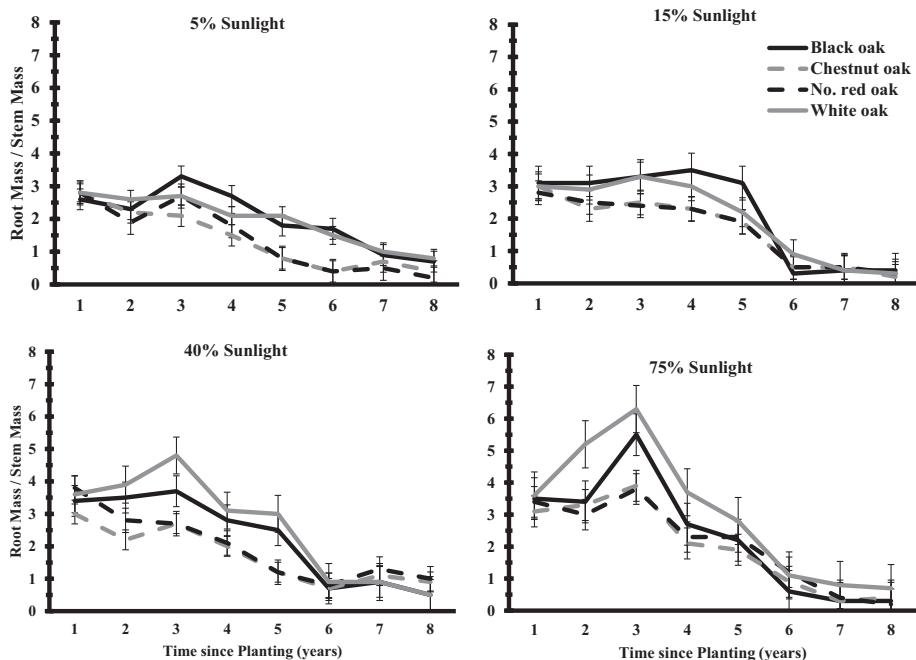 5% Sunlight
Root Mass / Stem Mass
8
7
6
5
4
3
2
1
0
1 2 3 4 5 6 7 8
15% Sunlight
8
7
6
5
4
3
2
1
0
1 2 3 4 5 6 7 8
Black oak
Chestnut oak
No. red oak
White oak
40% Sunlight
Root Mass / Stem Mass
8
7
6
5
4
3
2
1
0
1 2 3 4 5 6 7 8
Time since Planting (years)
75% Sunlight
8
7
6
5
4
3
2
1
0
1 2 3 4 5 6 7 8
Time since Planting (years)